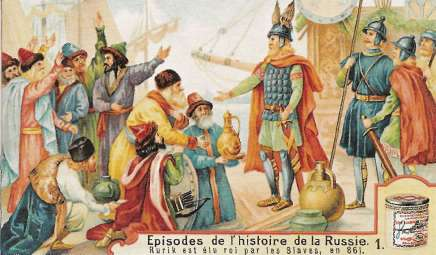 Episodes de l'histoire de la Russie. 1.
Rurik est élu roi par les Slaves, en 861.